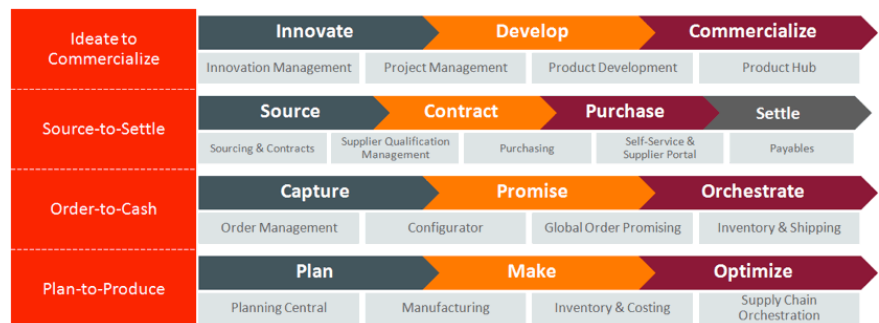 Ideate to
Commercialize
Innovate
Develop
Commercialize
Innovation Management
Project Management
Product Development
Product Hub
Source-to-Settle
Source
Contract
Purchase
Settle
Sourcing & Contracts
Supplier Qualification
Management
Purchasing
Self-Service &
Supplier Portal
Payables
Order-to-Cash
Capture
Promise
Orchestrate
Order Management
Configurator
Global Order Promising
Inventory & Shipping
Plan-to-Produce
Plan
Make
Optimize
Planning Central
Manufacturing
Inventory & Costing
Supply Chain
Orchestration